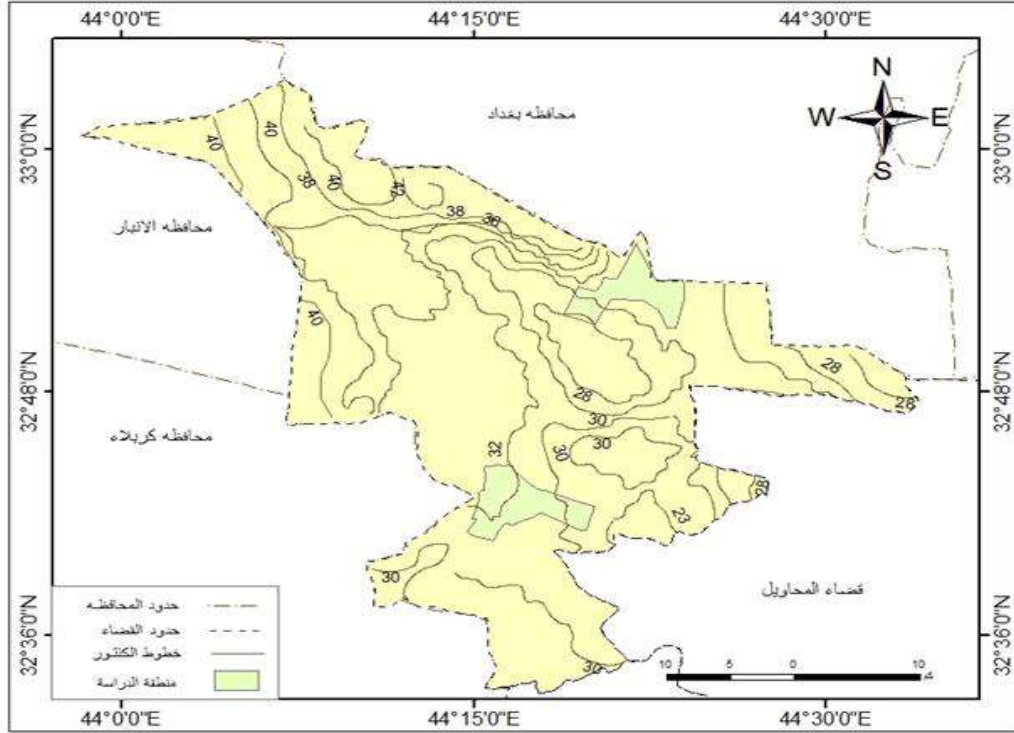 44°0'0"E 44°15'0"E 44°30'0"E
N
W E
S
محافظه بغداد
33°0'0"N 33°0'0"N
40 40 38 40 42
38 36
محافظه الانبار
40
32°48'0"N 32°48'0"N
28 28 28
30
محافظه كربلاء
32 30 30
28
23
قضاء المحاويل
30
30
32°36'0"N 32°36'0"N
حدود المحافظه
حدود القضاء
خطوط الكنتور
منطقة الدراسة
10 5 0 10
44°0'0"E 44°15'0"E 44°30'0"E